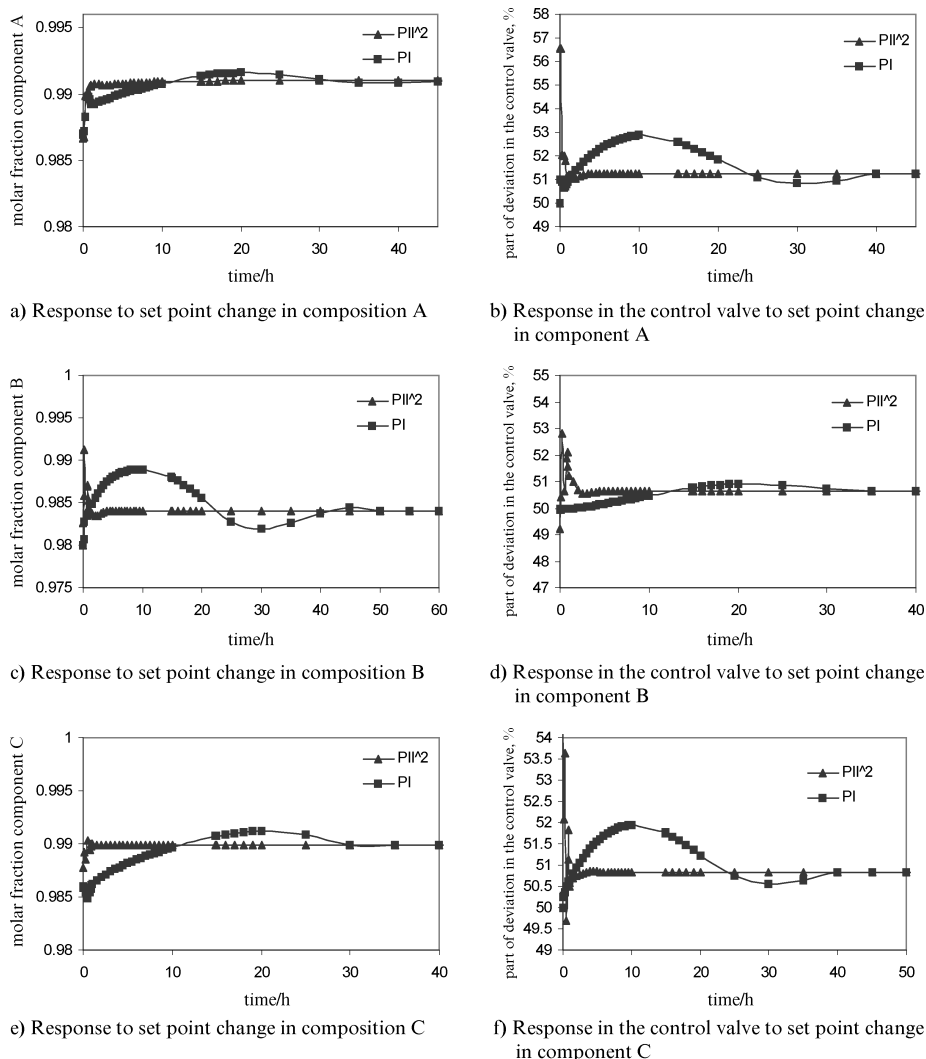 molar fraction component A
0.995
0.99
0.985
0.98
0
10
20
30
40
PII^2
PI
time/h
a) Response to set point change in composition A
part of deviation in the control valve, %
58
57
56
55
54
53
52
51
50
49
0
10
20
30
40
PII^2
PI
time/h
b) Response in the control valve to set point change
in component A
molar fraction component B
1
0.995
0.99
0.985
0.98
0.975
0
10
20
30
40
50
60
PII^2
PI
time/h
c) Response to set point change in composition B
part of deviation in the control valve, %
55
54
53
52
51
50
49
48
47
0
10
20
30
40
PII^2
PI
time/h
d) Response in the control valve to set point change
in component B
molar fraction component C
1
0.995
0.99
0.985
0.98
0
10
20
30
40
PII^2
PI
time/h
e) Response to set point change in composition C
part of deviation in the control valve, %
54
53.5
53
52.5
52
51.5
51
50.5
50
49.5
49
0
10
20
30
40
50
PII^2
PI
time/h
f) Response in the control valve to set point change
in component C